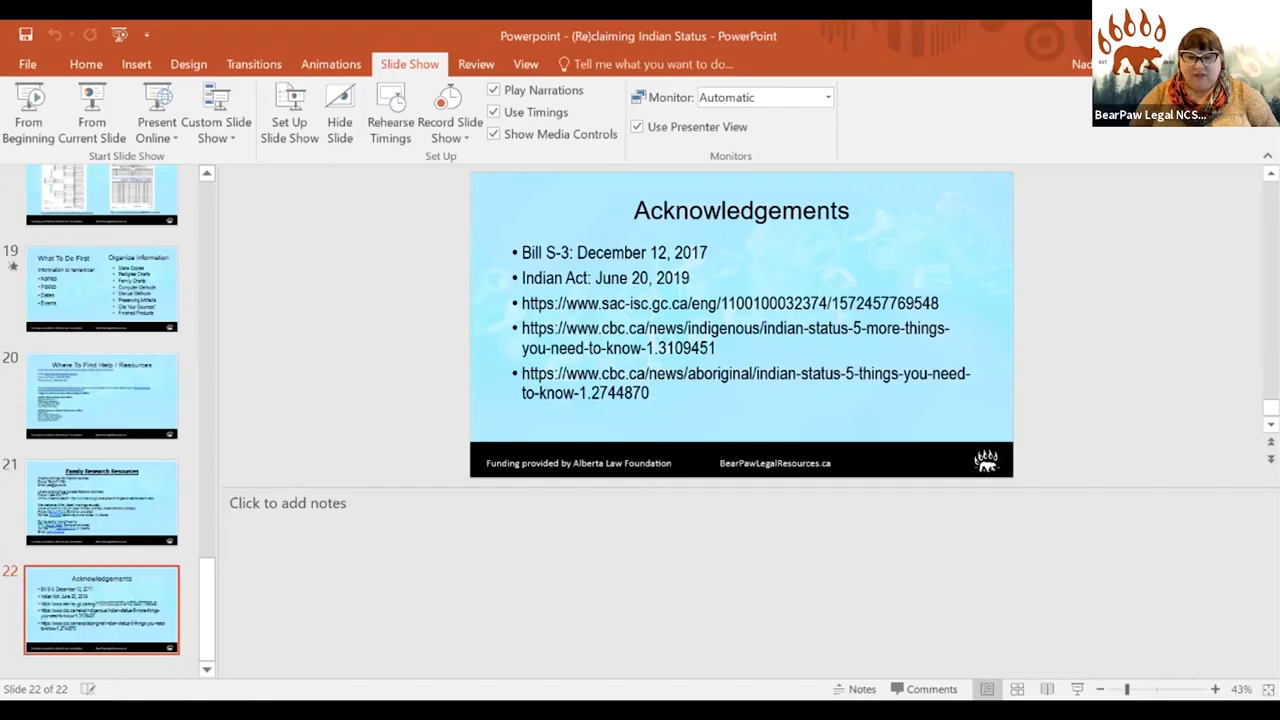 Powerpoint - (Re)claiming Indian Status - PowerPoint
File Home Insert Design Transitions Animations Slide Show Review View Tell me what you want to do...
From Beginning
From Current Slide
Present Online
Custom Slide Show
Start Slide Show
Set Up Slide Show
Hide Slide
Rehearse Timings
Record Slide Show
Play Narrations
Use Timings
Show Media Controls
Set Up
Monitor: Automatic
Use Presenter View
Monitors
BearPaw Legal NCS...
19
What To Do First
Organize Information
20
Where To Find Help / Resources
21
Family Research Resources
22
Acknowledgements
Acknowledgements
• Bill S-3: December 12, 2017
• Indian Act: June 20, 2019
• https://www.sac-isc.gc.ca/eng/1100100032374/1572457769548
• https://www.cbc.ca/news/indigenous/indian-status-5-more-things-
you-need-to-know-1.3109451
• https://www.cbc.ca/news/aboriginal/indian-status-5-things-you-need-
to-know-1.2744870
Funding provided by Alberta Law Foundation BearPawLegalResources.ca
Click to add notes
Slide 22 of 22 Notes Comments 43%